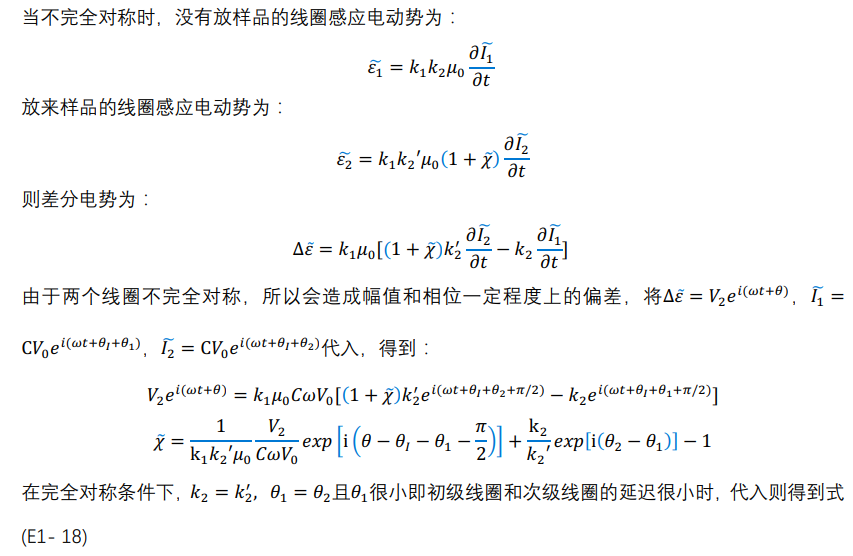 当不完全对称时，没有放样品的线圈感应电动势为：
$\tilde{\varepsilon_1} = k_1 k_2 \mu_0 \frac{\partial \tilde{I_1}}{\partial t}$
放来样品的线圈感应电动势为：
$\tilde{\varepsilon_2} = k_1 k_2{}' \mu_0 (1 + \tilde{\chi}) \frac{\partial \tilde{I_2}}{\partial t}$
则差分电势为：
$\Delta\tilde{\varepsilon} = k_1 \mu_0 [(1 + \tilde{\chi}) k_2' \frac{\partial \tilde{I_2}}{\partial t} - k_2 \frac{\partial \tilde{I_1}}{\partial t}]$
由于两个线圈不完全对称，所以会造成幅值和相位一定程度上的偏差，将$\Delta\tilde{\varepsilon} = V_2 e^{i(\omega t + \theta)}$，$\tilde{I_1} =$
$CV_0 e^{i(\omega t + \theta_I + \theta_1)}$，$\tilde{I_2} = CV_0 e^{i(\omega t + \theta_I + \theta_2)}$代入，得到：
$V_2 e^{i(\omega t + \theta)} = k_1 \mu_0 C \omega V_0 [(1 + \tilde{\chi}) k_2' e^{i(\omega t + \theta_I + \theta_2 + \pi/2)} - k_2 e^{i(\omega t + \theta_I + \theta_1 + \pi/2)}]$
$\tilde{\chi} = \frac{1}{k_1 k_2{}' \mu_0} \frac{V_2}{C \omega V_0} exp\left[i\left(\theta - \theta_I - \theta_1 - \frac{\pi}{2}\right)\right] + \frac{k_2}{k_2{}'} exp[i(\theta_2 - \theta_1)] - 1$
在完全对称条件下，$k_2 = k_2'$，$\theta_1 = \theta_2$且$\theta_1$很小即初级线圈和次级线圈的延迟很小时，代入则得到式
(E1- 18)